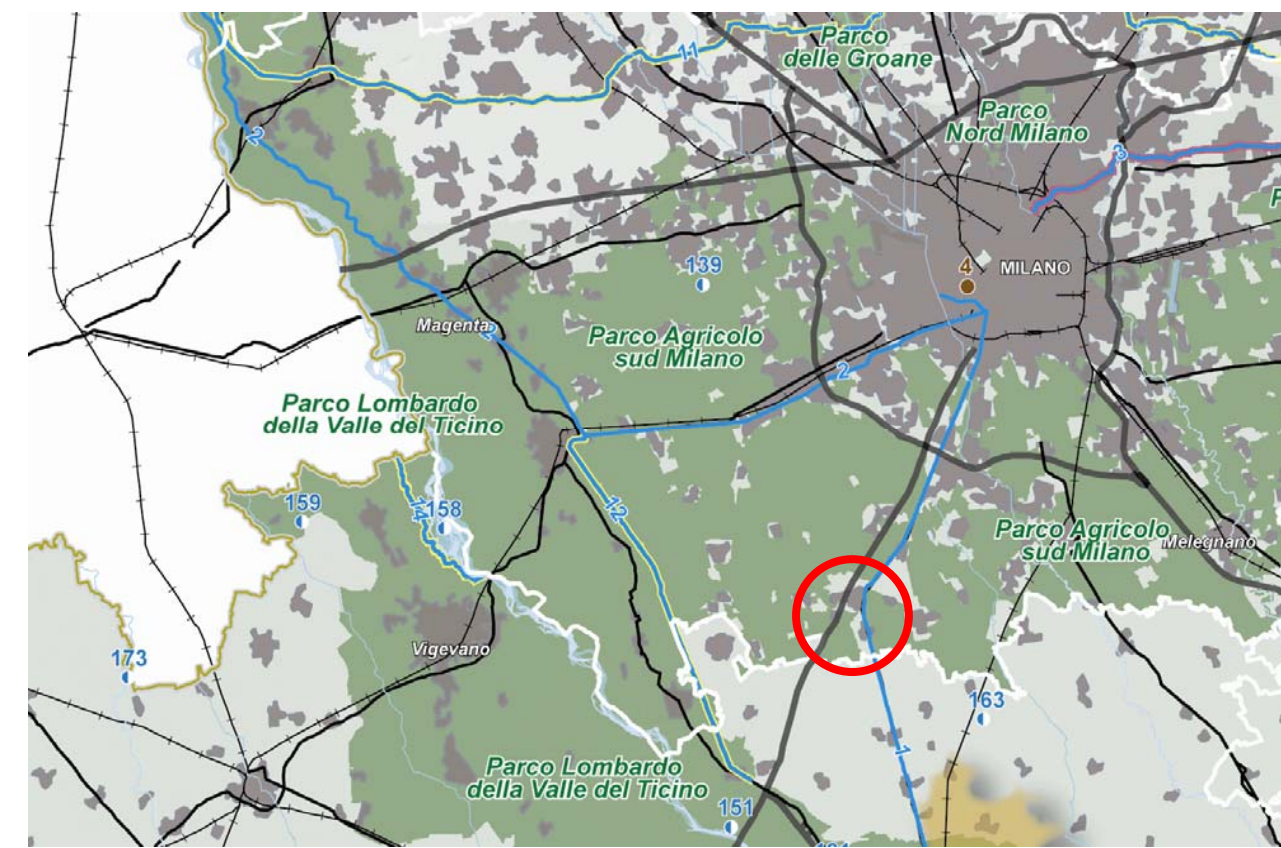 Parco
delle Groane
11
Parco
Nord Milano
2
3
P
139
4
MILANO
Magenta
2
Parco Agricolo
sud Milano
2
Parco Lombardo
della Valle del Ticino
159
14
158
12
Parco Agricolo
sud Milano
Melegnano
Vigevano
173
163
1
Parco Lombardo
della Valle del Ticino
151